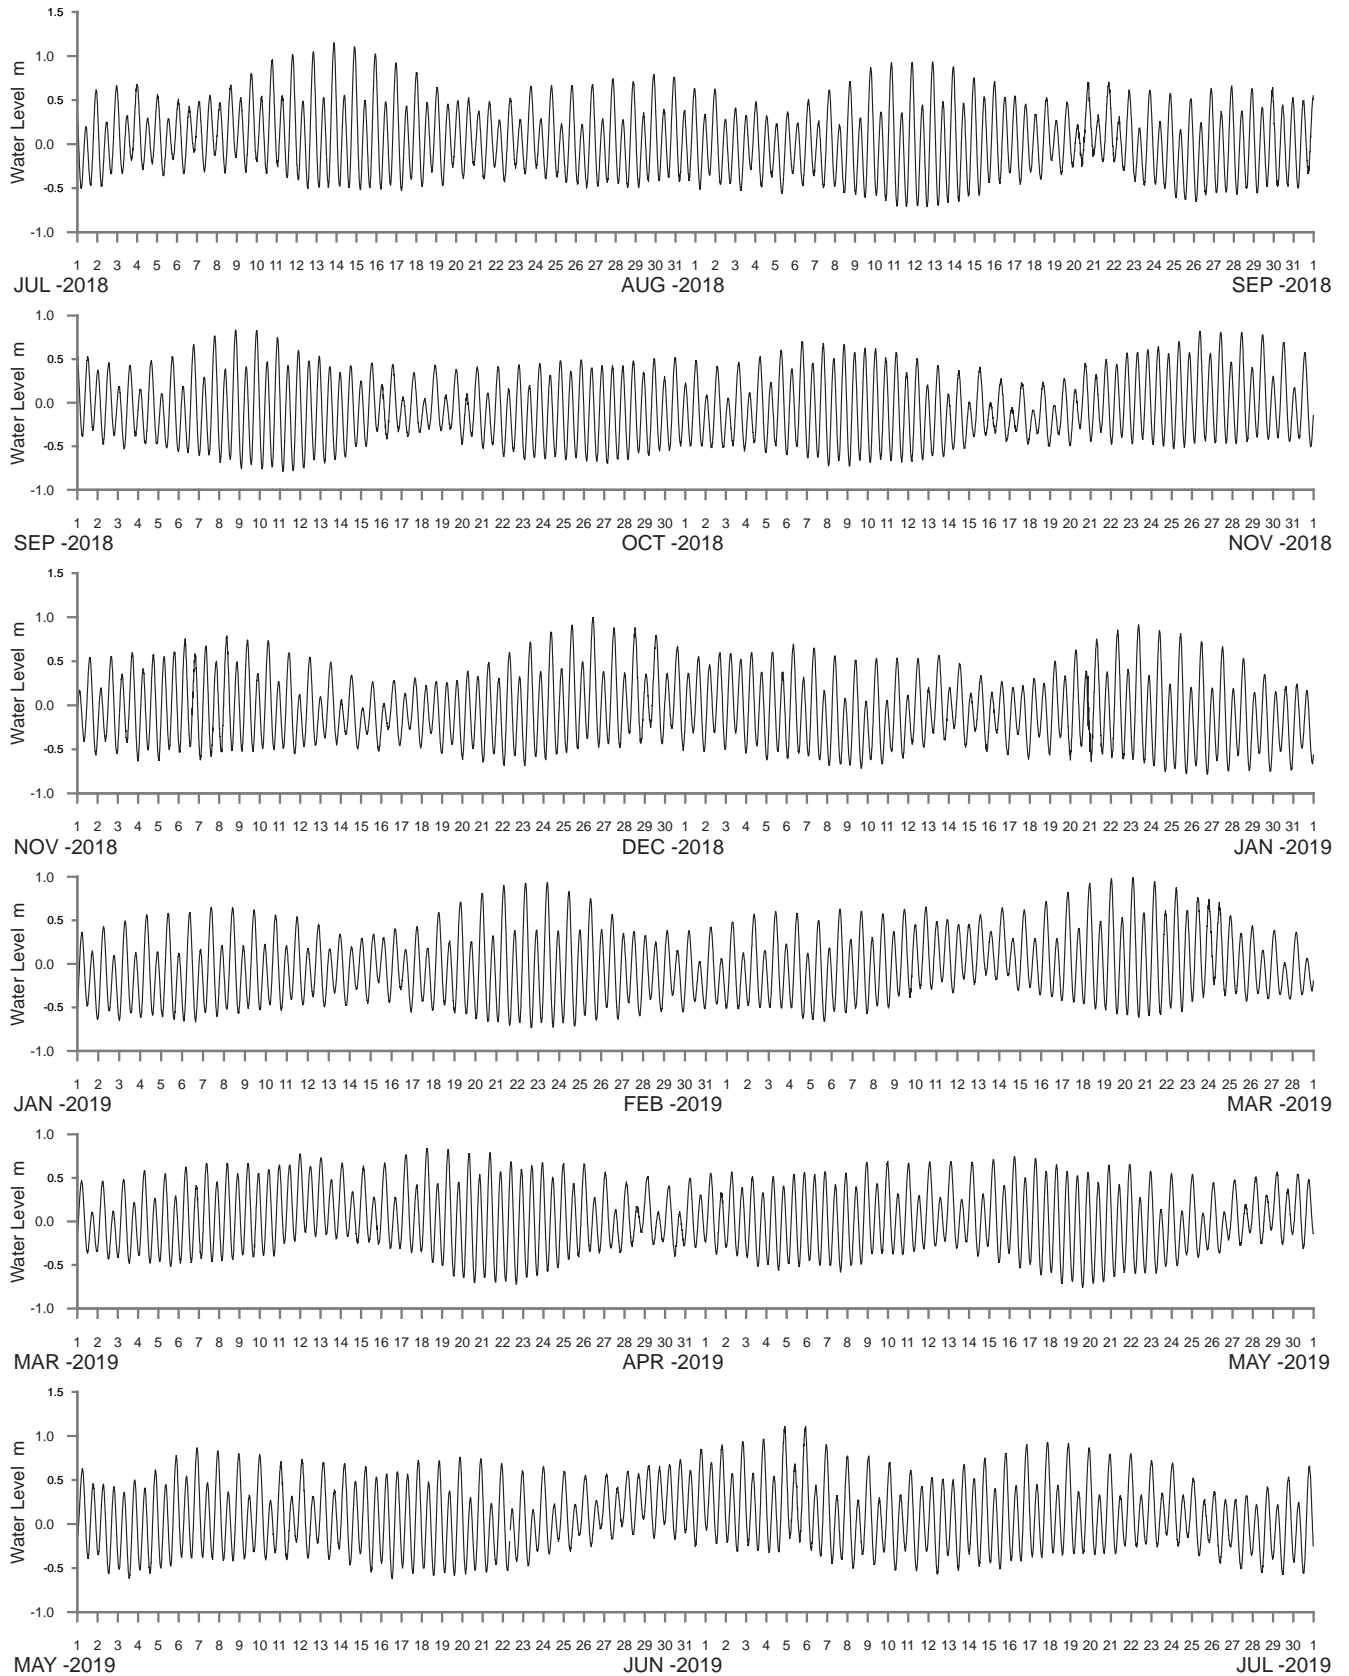 1.5
1.0
0.5
0.0
-0.5
-1.0
Water Level m
1 2 3 4 5 6 7 8 9 10 11 12 13 14 15 16 17 18 19 20 21 22 23 24 25 26 27 28 29 30 31 1 2 3 4 5 6 7 8 9 10 11 12 13 14 15 16 17 18 19 20 21 22 23 24 25 26 27 28 29 30 31 1
JUL -2018 AUG -2018 SEP -2018
1.0
0.5
0.0
-0.5
-1.0
Water Level m
1 2 3 4 5 6 7 8 9 10 11 12 13 14 15 16 17 18 19 20 21 22 23 24 25 26 27 28 29 30 1 2 3 4 5 6 7 8 9 10 11 12 13 14 15 16 17 18 19 20 21 22 23 24 25 26 27 28 29 30 31 1
SEP -2018 OCT -2018 NOV -2018
1.5
1.0
0.5
0.0
-0.5
-1.0
Water Level m
1 2 3 4 5 6 7 8 9 10 11 12 13 14 15 16 17 18 19 20 21 22 23 24 25 26 27 28 29 30 1 2 3 4 5 6 7 8 9 10 11 12 13 14 15 16 17 18 19 20 21 22 23 24 25 26 27 28 29 30 31 1
NOV -2018 DEC -2018 JAN -2019
1.0
0.5
0.0
-0.5
-1.0
Water Level m
1 2 3 4 5 6 7 8 9 10 11 12 13 14 15 16 17 18 19 20 21 22 23 24 25 26 27 28 29 30 31 1 2 3 4 5 6 7 8 9 10 11 12 13 14 15 16 17 18 19 20 21 22 23 24 25 26 27 28 1
JAN -2019 FEB -2019 MAR -2019
1.0
0.5
0.0
-0.5
-1.0
Water Level m
1 2 3 4 5 6 7 8 9 10 11 12 13 14 15 16 17 18 19 20 21 22 23 24 25 26 27 28 29 30 31 1 2 3 4 5 6 7 8 9 10 11 12 13 14 15 16 17 18 19 20 21 22 23 24 25 26 27 28 29 30 1
MAR -2019 APR -2019 MAY -2019
1.5
1.0
0.5
0.0
-0.5
-1.0
Water Level m
1 2 3 4 5 6 7 8 9 10 11 12 13 14 15 16 17 18 19 20 21 22 23 24 25 26 27 28 29 30 31 1 2 3 4 5 6 7 8 9 10 11 12 13 14 15 16 17 18 19 20 21 22 23 24 25 26 27 28 29 30 1
MAY -2019 JUN -2019 JUL -2019